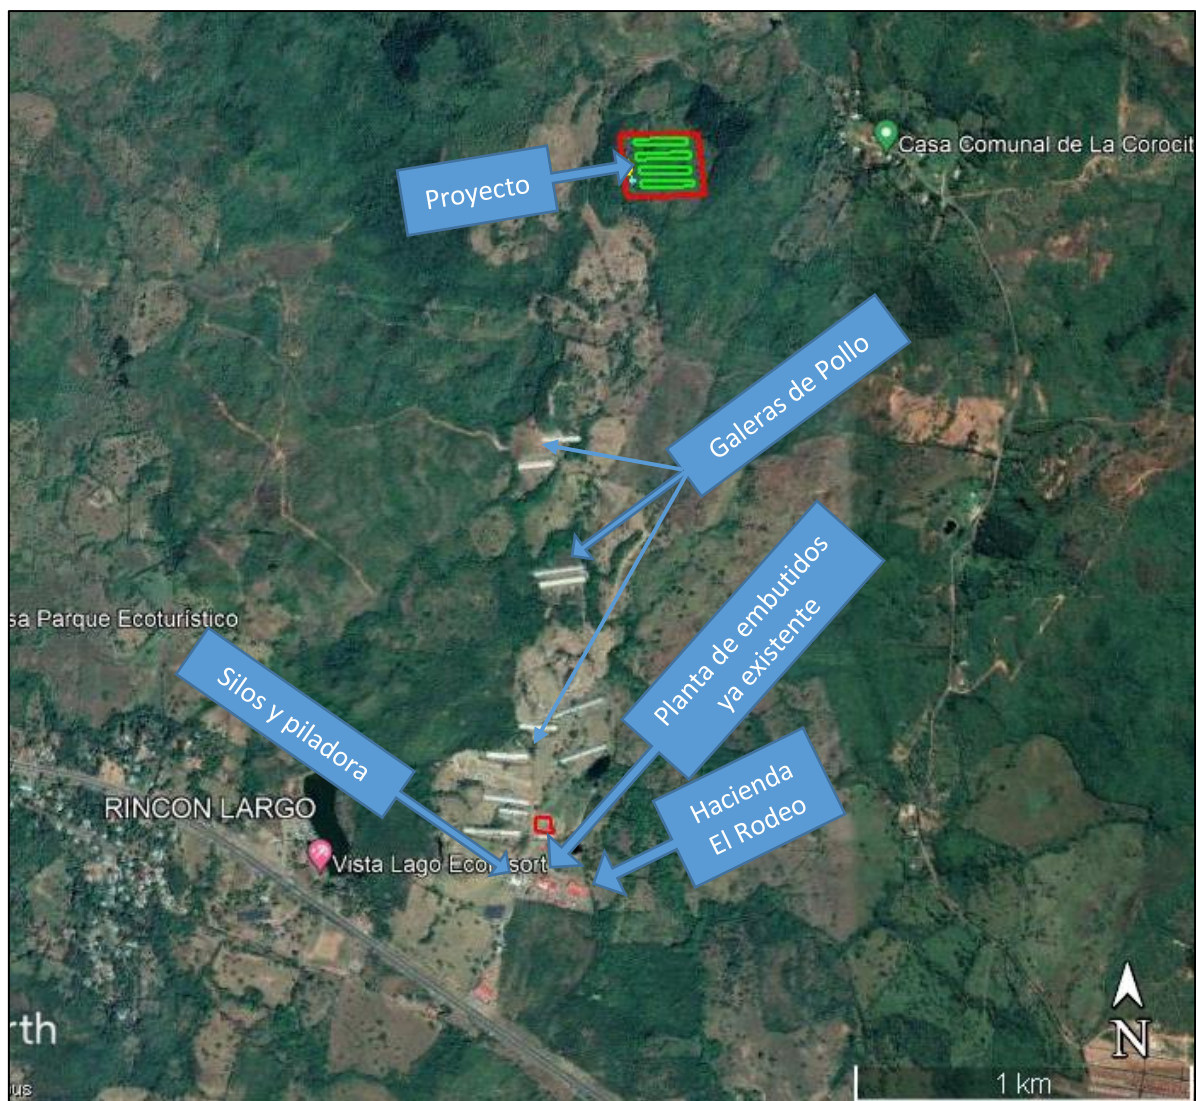 Casa Comunal de La Corocit
Proyecto
Galeras de Pollo
Planta de embutidos
ya existente
sa Parque Ecoturístico
Silos y piladora
Hacienda
El Rodeo
RINCON LARGO
Vista Lago Eco sort
N
rth
us
1 km